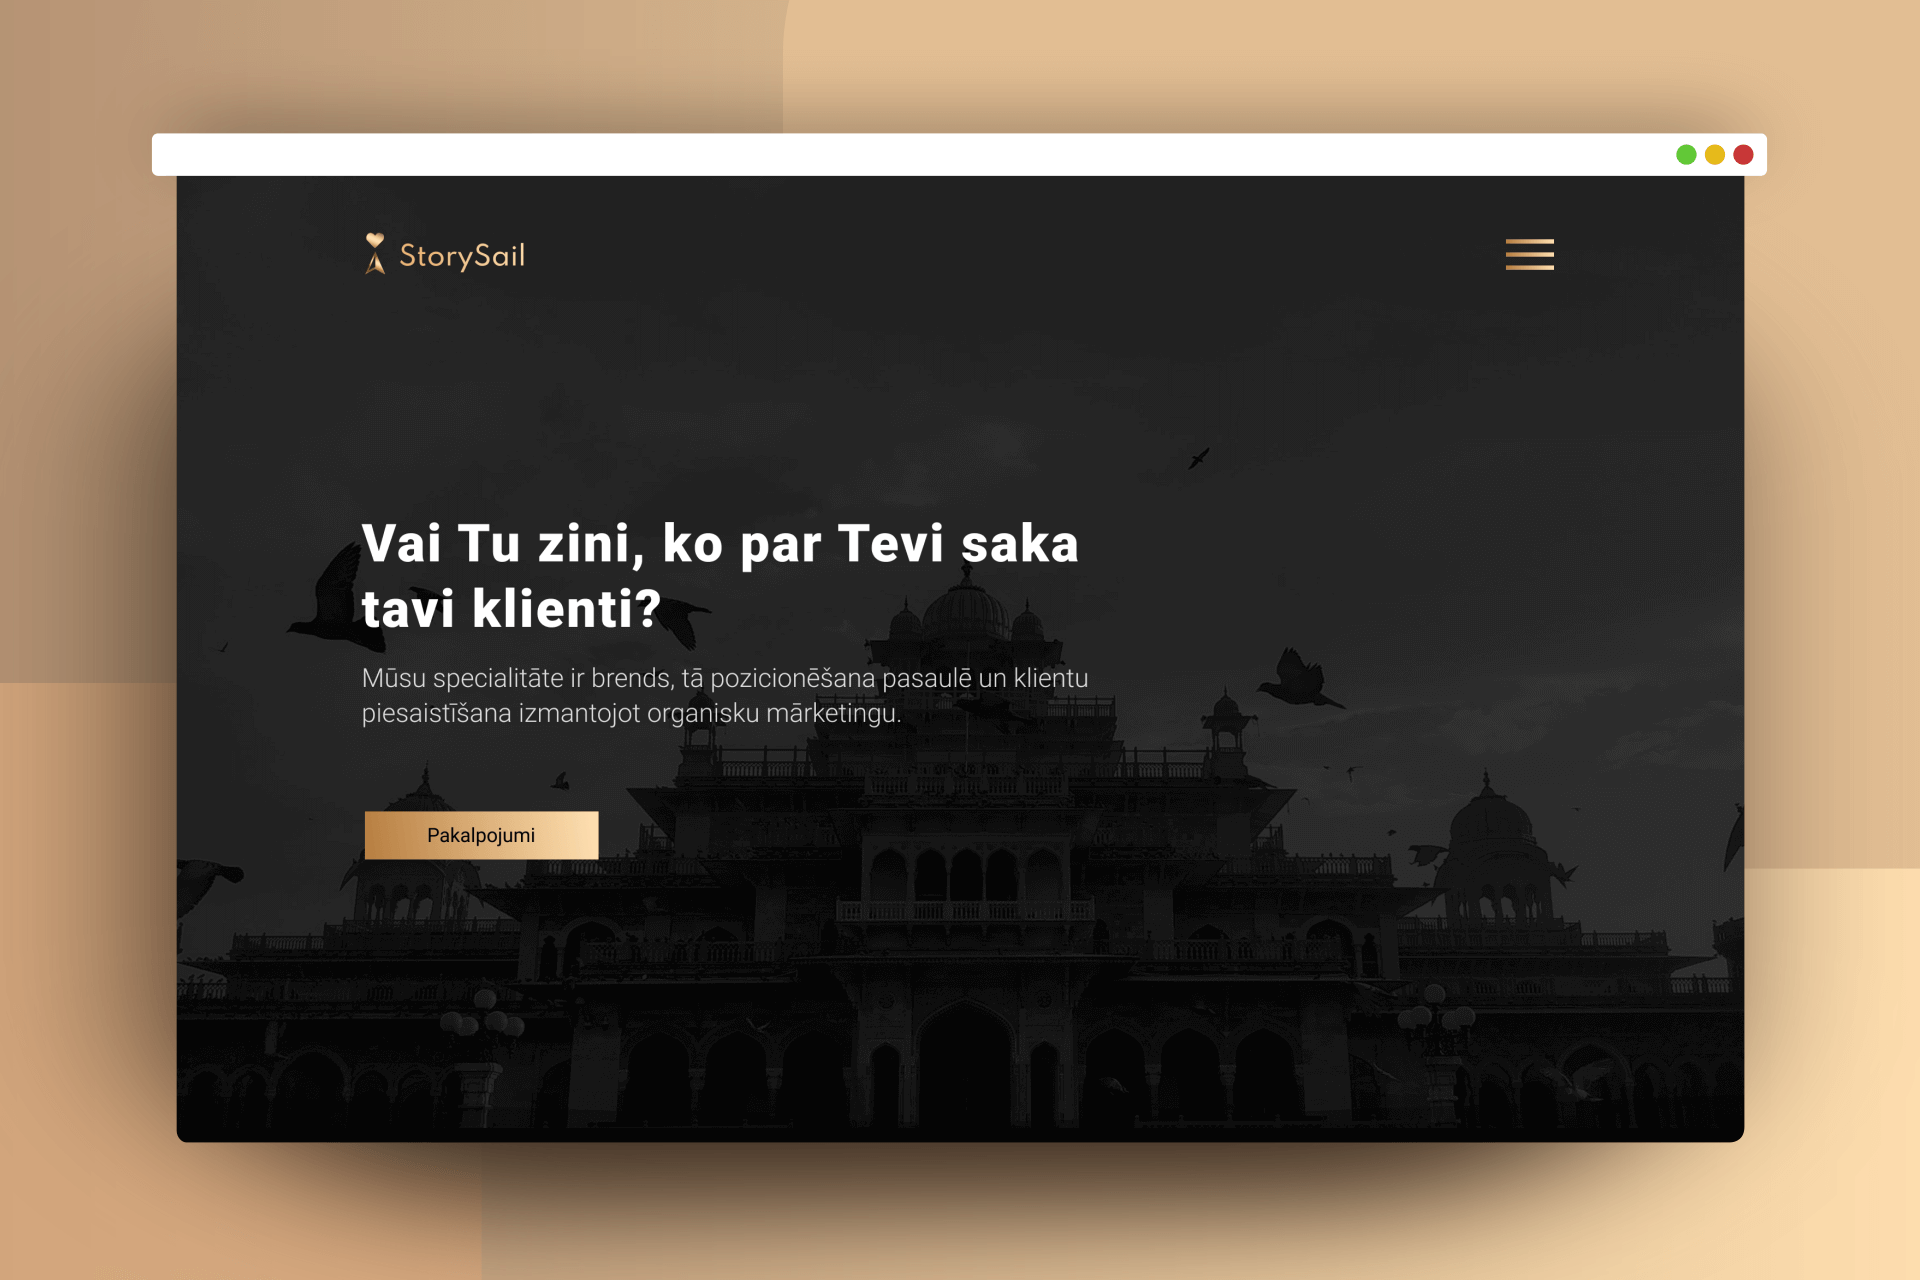 StorySail
Vai Tu zini, ko par Tevi saka
tavi klienti?
Mūsu specialitāte ir brends, tā pozicionēšana pasaulē un klientu
piesaistīšana izmantojot organisku mārketingu.
Pakalpojumi